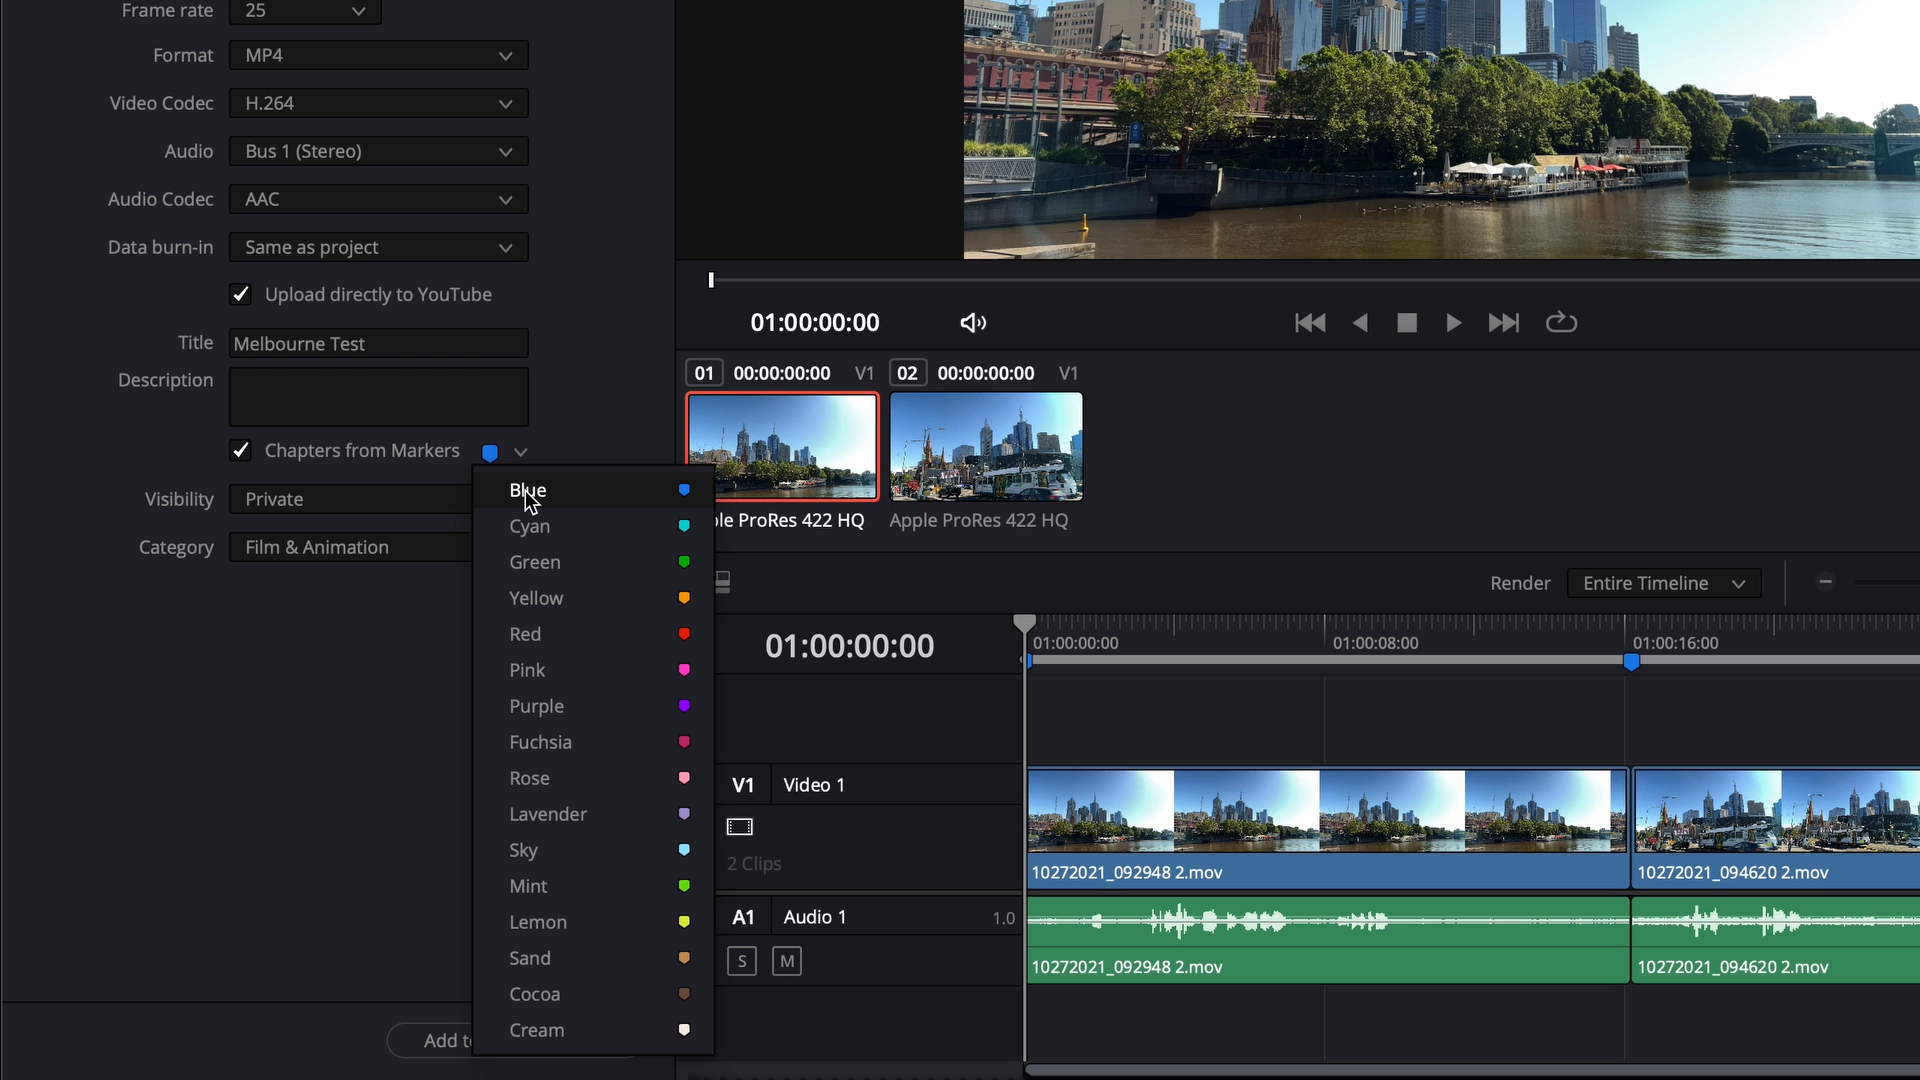 Frame rate 25
Format MP4
Video Codec H.264
Audio Bus 1 (Stereo)
Audio Codec AAC
Data burn-in Same as project
Upload directly to YouTube
Title Melbourne Test
Description
Chapters from Markers
Visibility Private
Category Film & Animation
Blue
Cyan
Green
Yellow
Red
Pink
Purple
Fuchsia
Rose
Lavender
Sky
Mint
Lemon
Sand
Cocoa
Cream
Add t
01:00:00:00
01 00:00:00:00 V1 02 00:00:00:00 V1
ple ProRes 422 HQ Apple ProRes 422 HQ
Render Entire Timeline
01:00:00:00
01:00:00:00 01:00:08:00 01:00:16:00
V1 Video 1
2 Clips
10272021_092948 2.mov 10272021_094620 2.mov
A1 Audio 1 1.0
S M
10272021_092948 2.mov 10272021_094620 2.mov